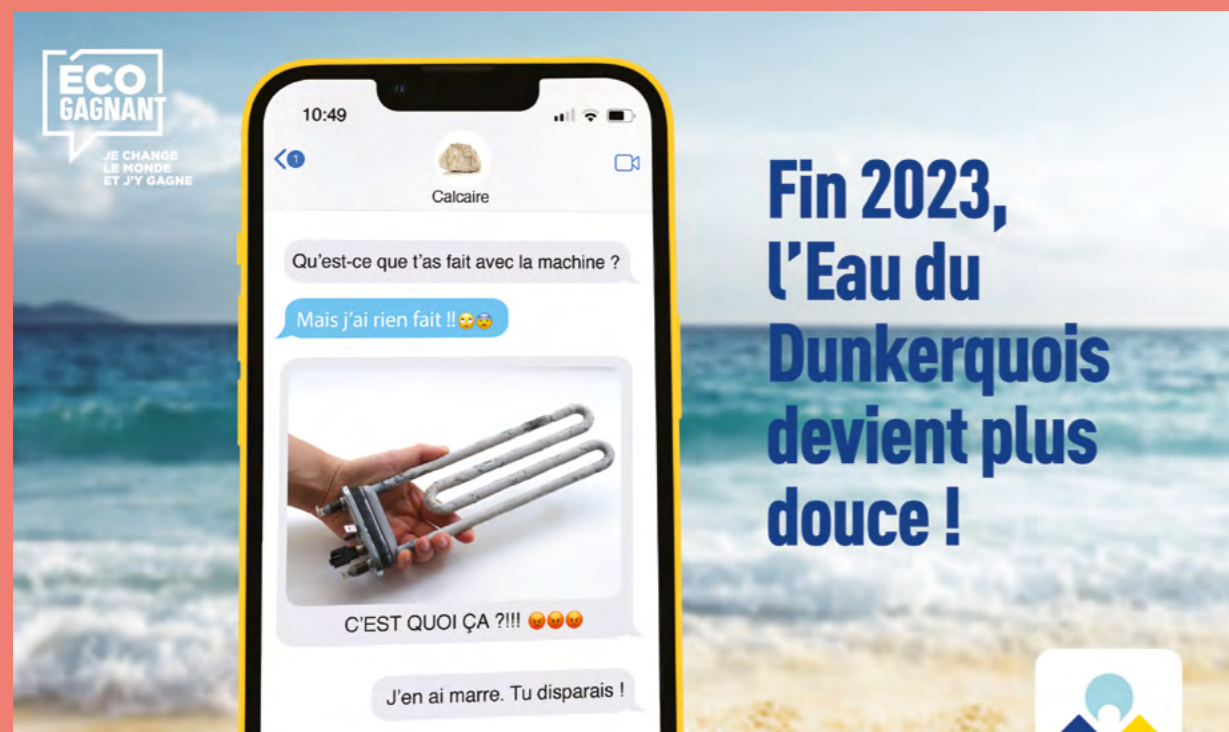 ÉCO
GAGNANT
JE CHANGE
LE MONDE
ET J'Y GAGNE
10:49
1
Calcaire
Qu'est-ce que t'as fait avec la machine ?
Mais j'ai rien fait !!🙄😨
C'EST QUOI ÇA ?!!! 😡😡😡
J'en ai marre. Tu disparais !
Fin 2023,
l'Eau du
Dunkerquois
devient plus
douce !